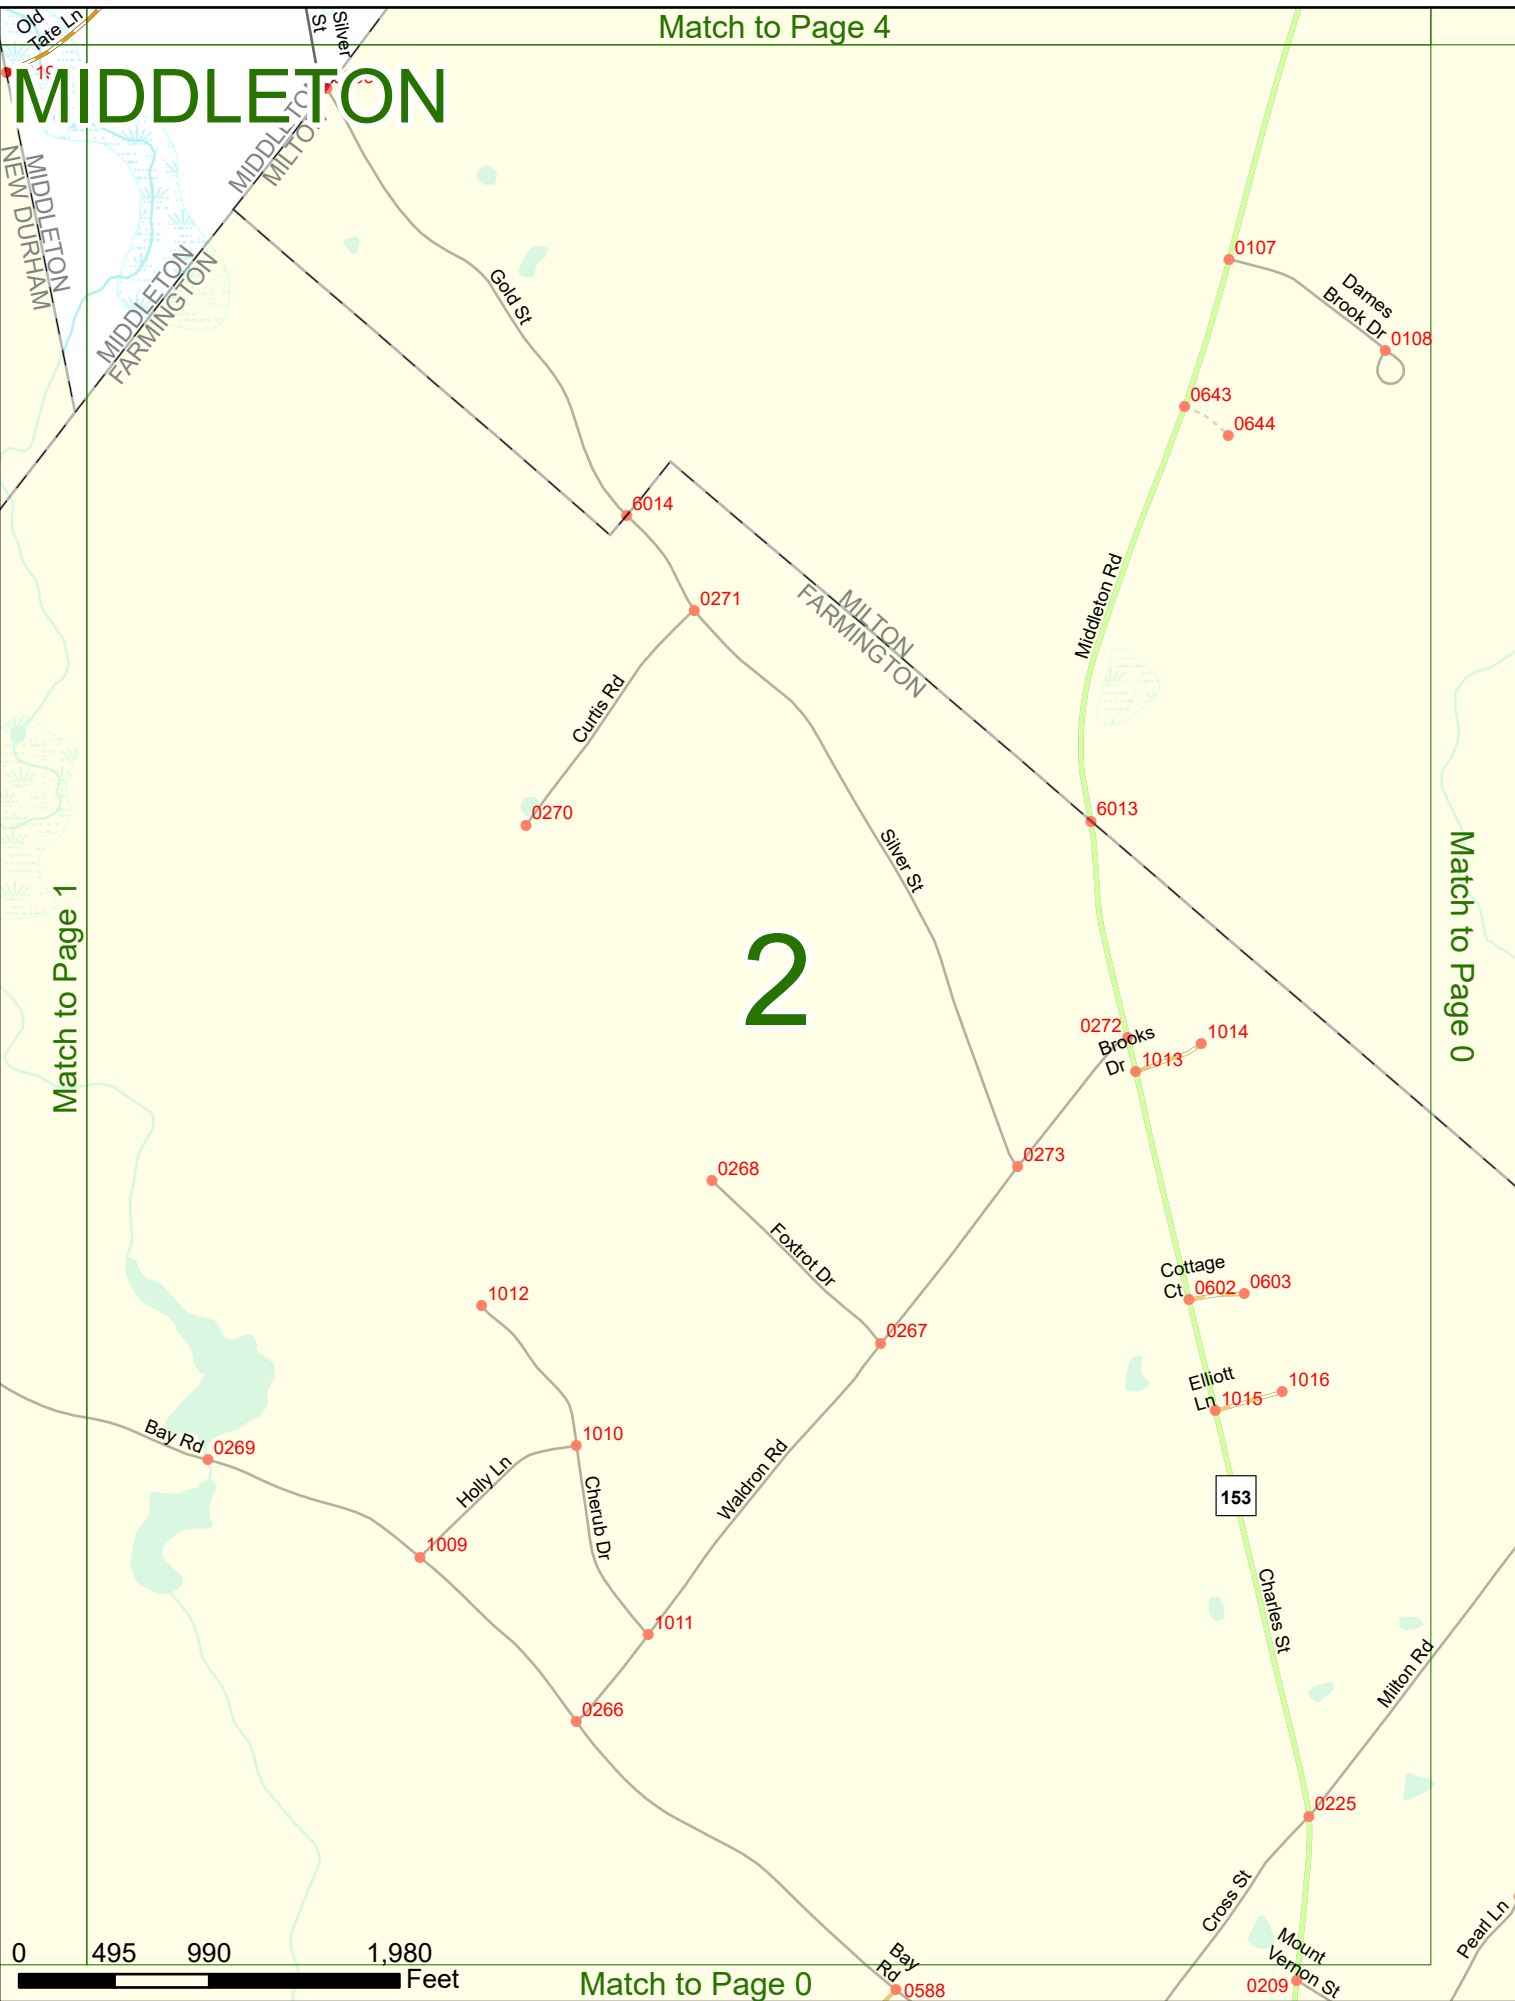 Match to Page 4
Old
Tate Ln
Silver
St
MIDDLETON
MIDDLETON
NEW DURHAM
MIDDLETON
MILTON
MIDDLETON
FARMINGTON
Gold St
0107
Dames
Brook Dr
0108
0643
0644
6014
Middleton Rd
0271
MILTON
FARMINGTON
Curtis Rd
0270
6013
Silver St
Match to Page 1
Match to Page 0
2
0272
Brooks
Dr
1013
1014
0273
0268
Foxtrot Dr
Cottage
Ct
0602
0603
1012
0267
Elliott
Ln
1015
1016
Bay Rd
0269
1010
Holly Ln
Cherub Dr
Waldron Rd
153
1009
Charles St
1011
Milton Rd
0266
0225
Cross St
Pearl Ln
Mount
Vernon St
0209
Bay
Rd
0588
0
495
990
1,980
Feet
Match to Page 0